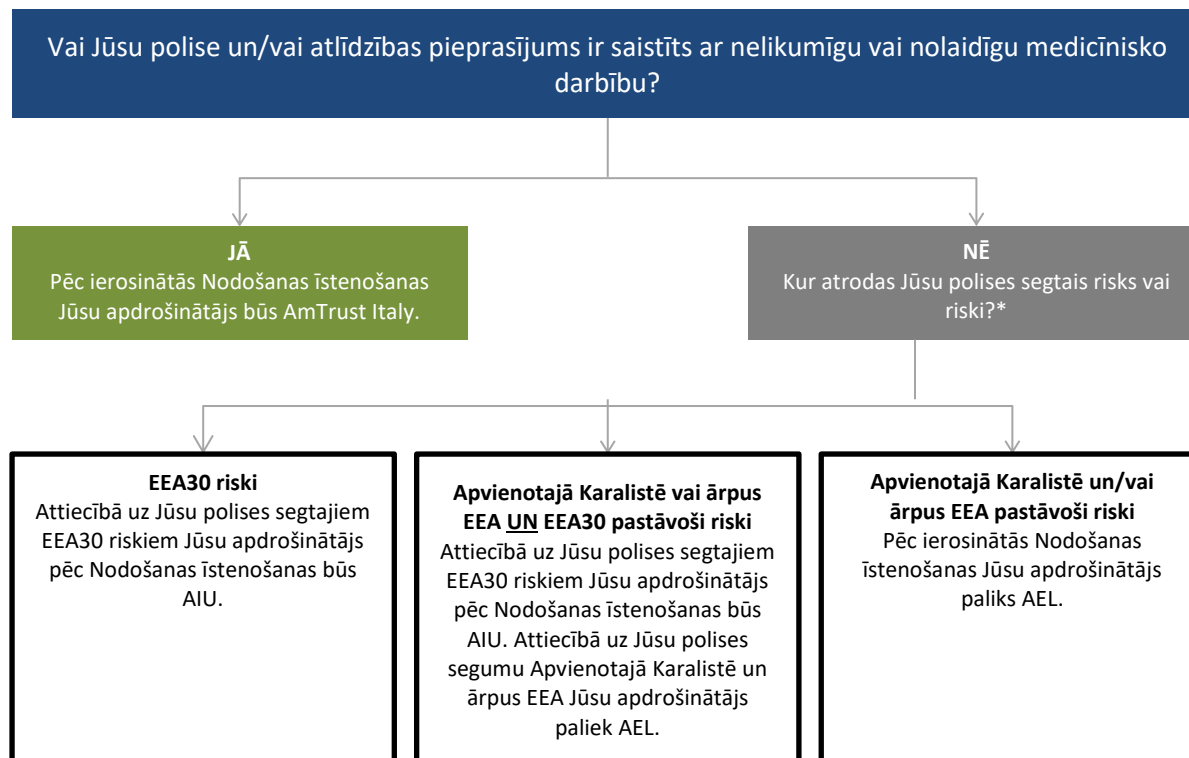 Vai Jūsu polise un/vai atlīdzības pieprasījums ir saistīts ar nelikumīgu vai nolaidīgu medicīnisko
darbību?
JĀ
Pēc ierosinātās Nodošanas īstenošanas
Jūsu apdrošinātājs būs AmTrust Italy.
NĒ
Kur atrodas Jūsu polises segtais risks vai
riski?*
EEA30 riski
Attiecībā uz Jūsu polises segtajiem
EEA30 riskiem Jūsu apdrošinātājs
pēc Nodošanas īstenošanas būs
AIU.
Apvienotajā Karalistē vai ārpus
EEA UN EEA30 pastāvoši riski
Attiecībā uz Jūsu polises segtajiem
EEA30 riskiem Jūsu apdrošinātājs
pēc Nodošanas īstenošanas būs
AIU. Attiecībā uz Jūsu polises
segumu Apvienotajā Karalistē un
ārpus EEA Jūsu apdrošinātājs
paliek AEL.
Apvienotajā Karalistē un/vai
ārpus EEA pastāvoši riski
Pēc ierosinātās Nodošanas
īstenošanas Jūsu apdrošinātājs
paliks AEL.